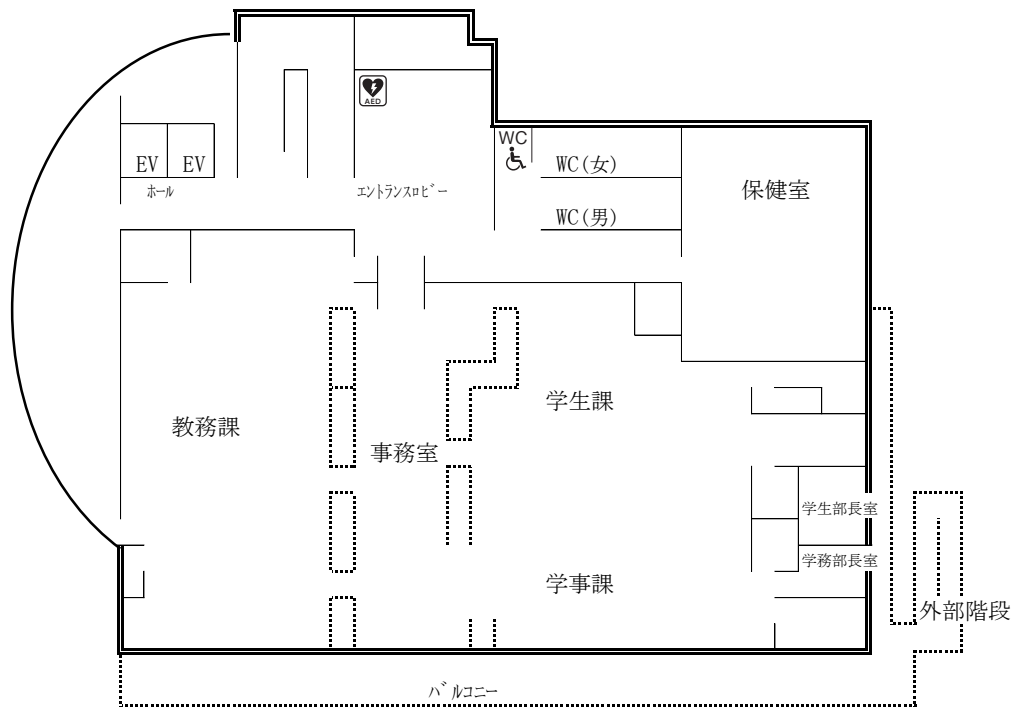 AED
WC
EV
EV
WC(女)
ホール
エントランスロビー
保健室
WC(男)
学生課
教務課
事務室
学生部長室
学務部長室
学事課
外部階段
バルコニー